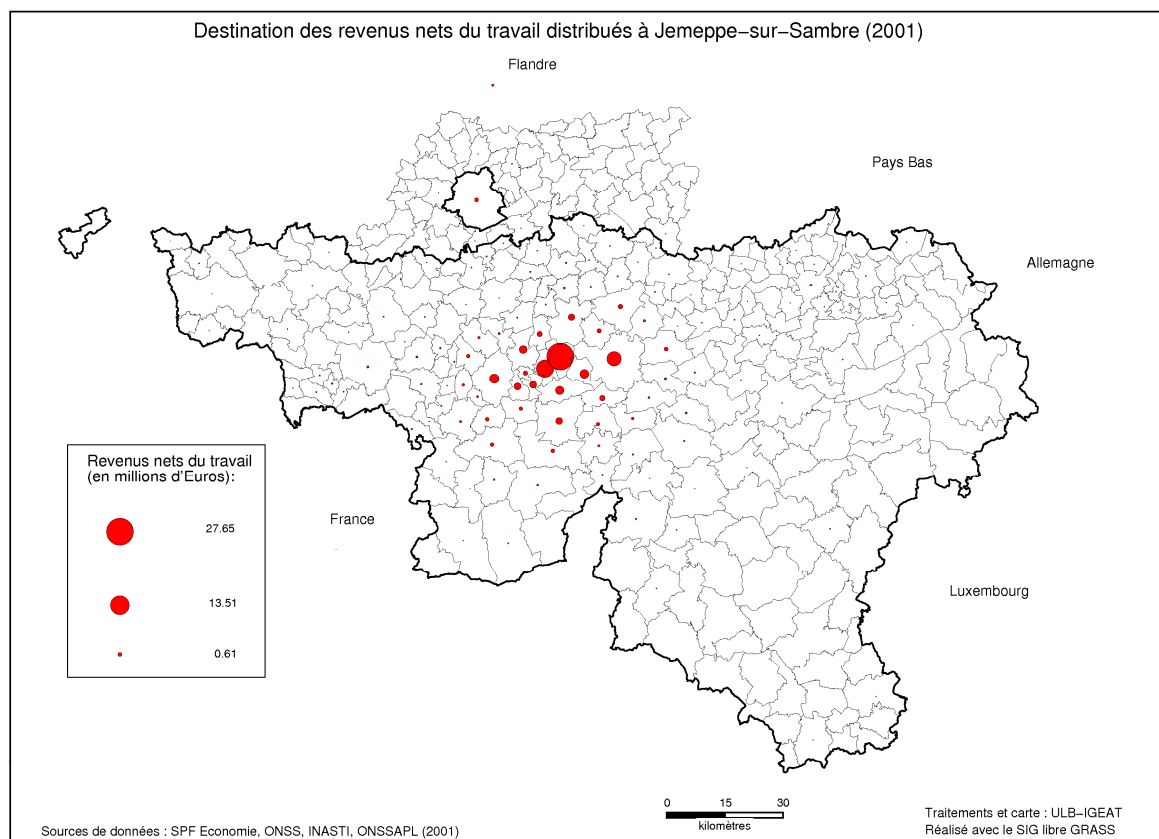 Destination des revenus nets du travail distribués à Jemeppe−sur−Sambre (2001)
Flandre
Pays Bas
Allemagne
Revenus nets du travail
(en millions d'Euros):
27.65
13.51
0.61
France
Luxembourg
0 15 30
kilomètres
Sources de données : SPF Economie, ONSS, INASTI, ONSSAPL (2001)
Traitements et carte : ULB−IGEAT
Réalisé avec le SIG libre GRASS